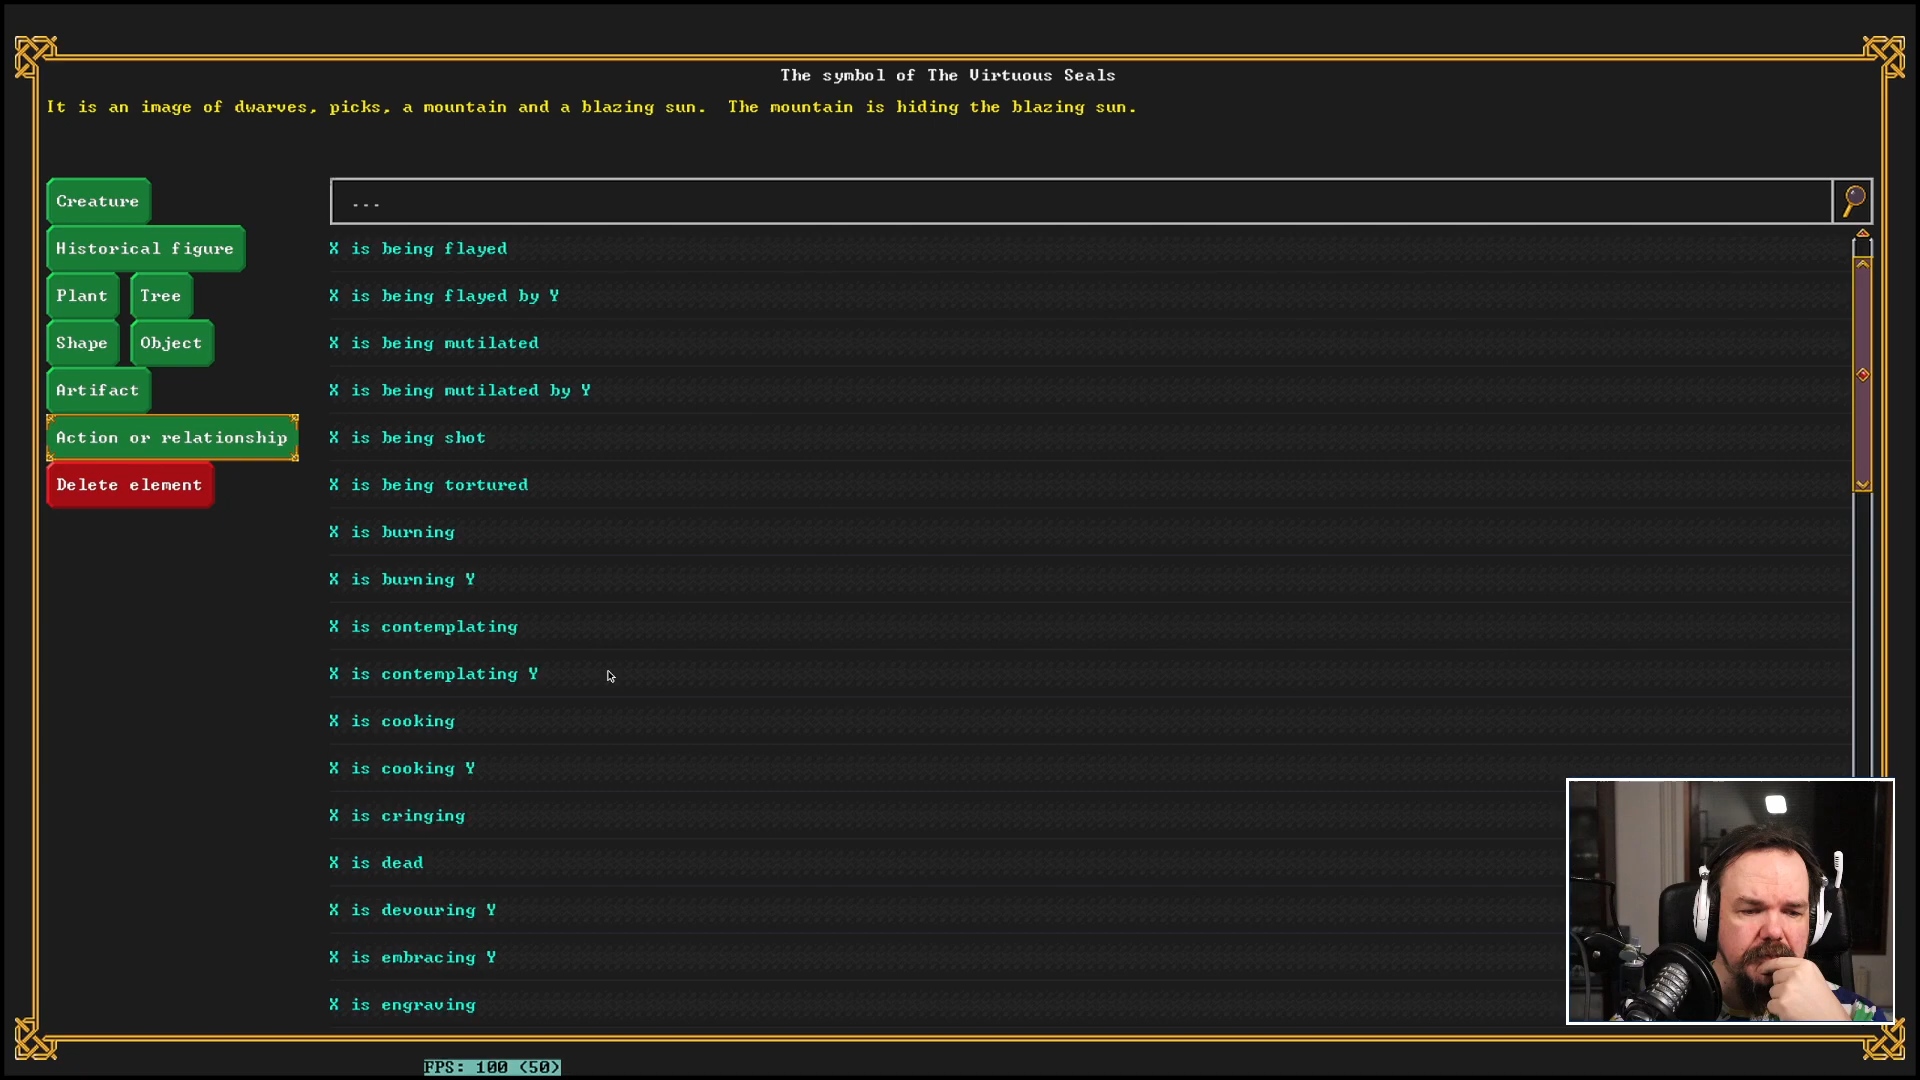 The symbol of The Virtuous Seals
It is an image of dwarves, picks, a mountain and a blazing sun.  The mountain is hiding the blazing sun.
Creature
Historical figure
Plant
Tree
Shape
Object
Artifact
Action or relationship
Delete element
...
X is being flayed
X is being flayed by Y
X is being mutilated
X is being mutilated by Y
X is being shot
X is being tortured
X is burning
X is burning Y
X is contemplating
X is contemplating Y
X is cooking
X is cooking Y
X is cringing
X is dead
X is devouring Y
X is embracing Y
X is engraving
FPS: 100 (50)